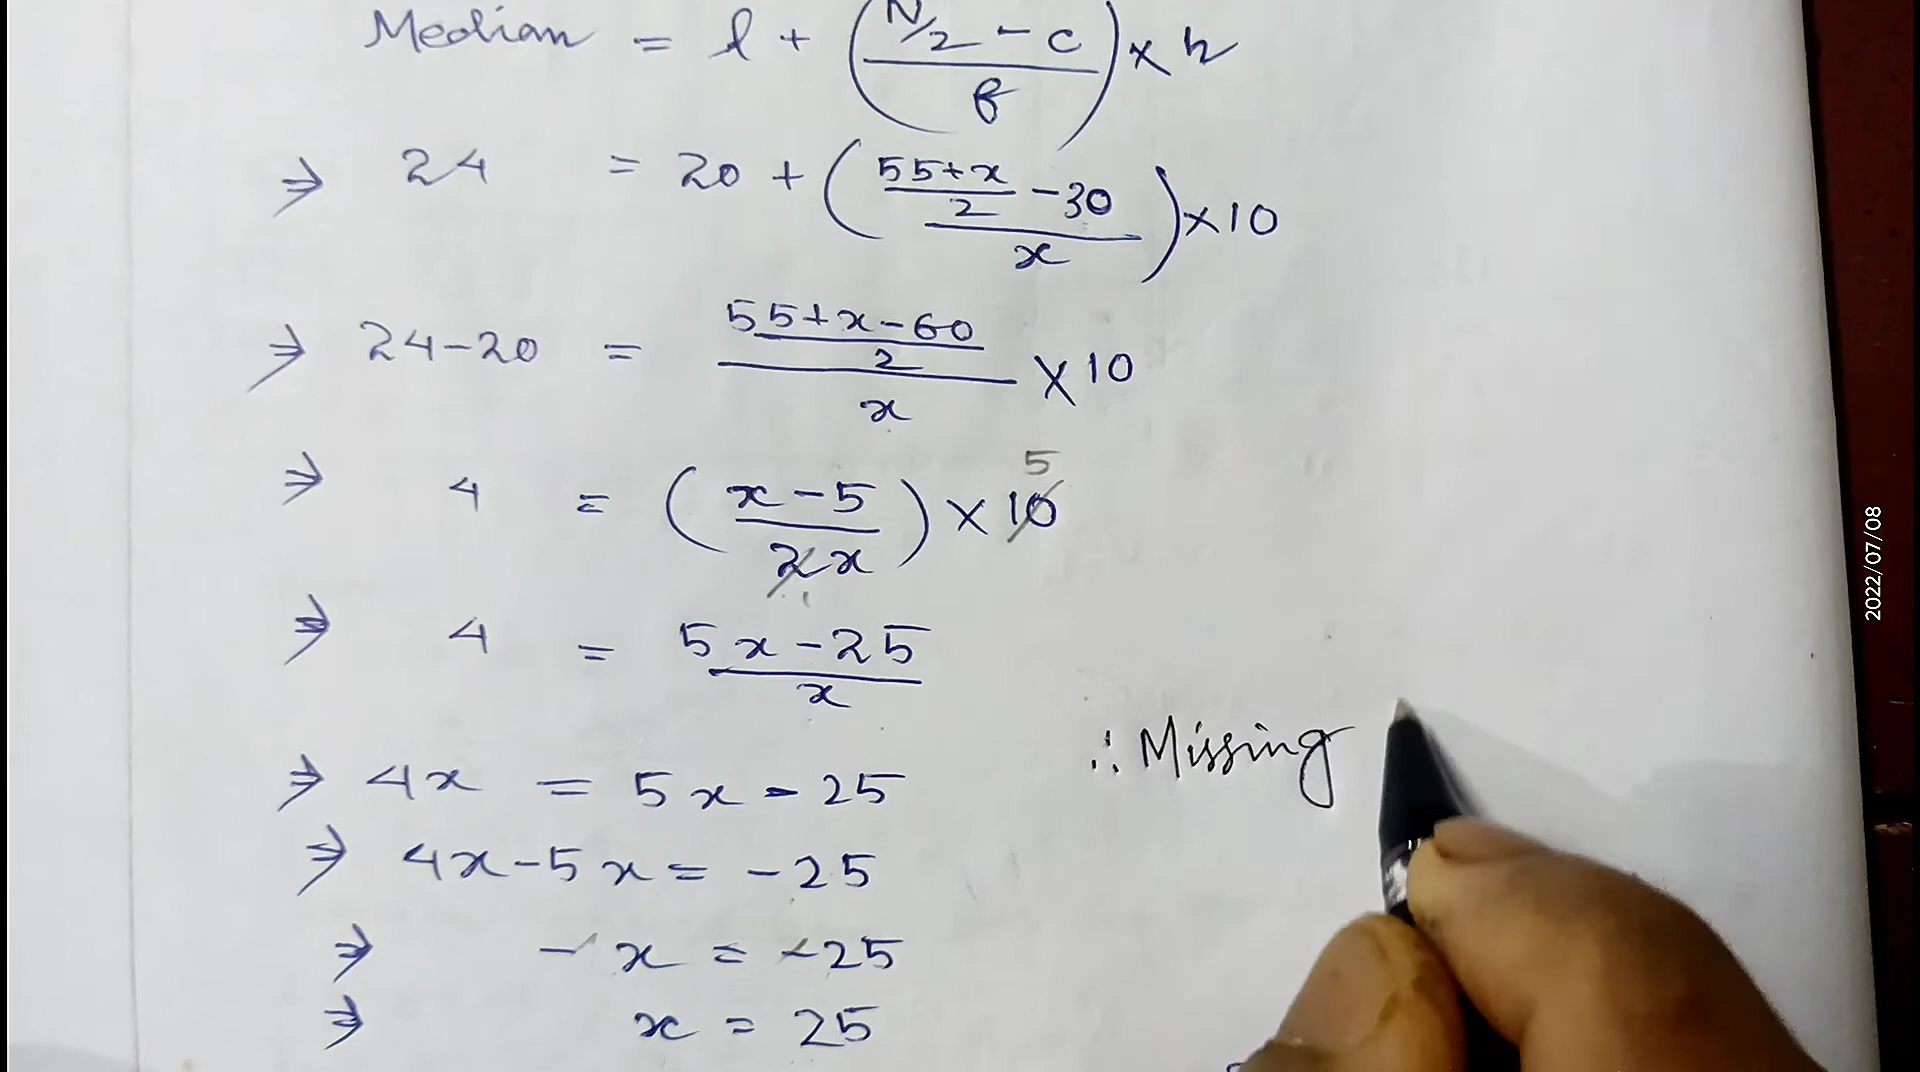 Median = l + (N/2 - c / f) × h
⇒ 24 = 20 + ((55+x)/2 - 30 / x) × 10
⇒ 24-20 = ((55+x-60)/2 / x) × 10
⇒ 4 = (x-5 / 2x) × 10 5
⇒ 4 = 5x-25 / x
⇒ 4x = 5x - 25
⇒ 4x-5x = -25
⇒ -x = -25
⇒ x = 25
∴ Missing
2022/07/08